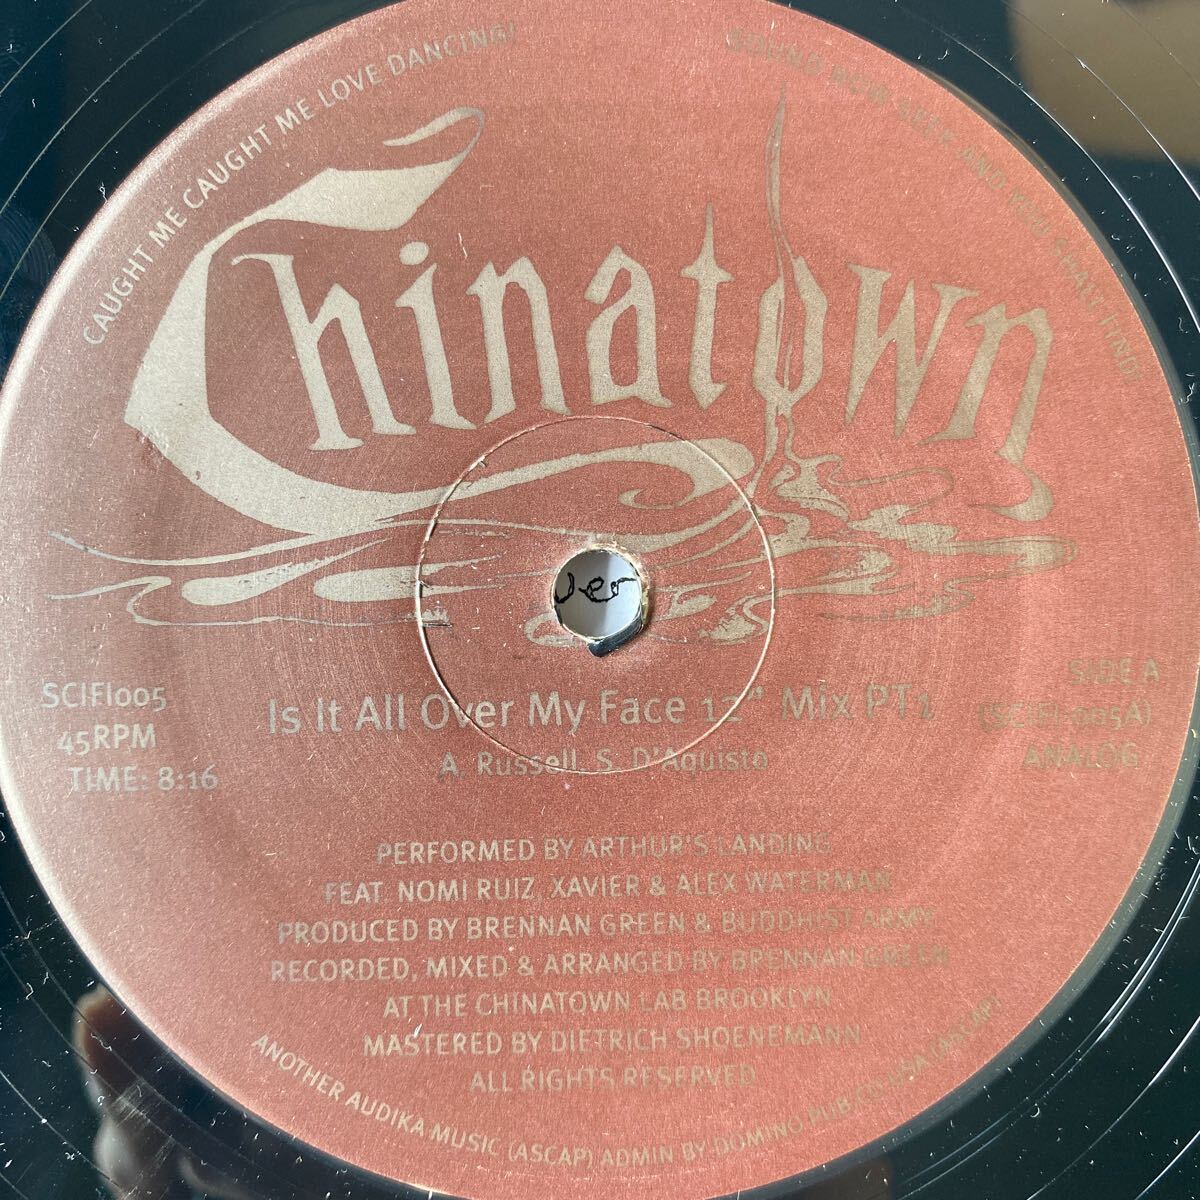 CAUGHT ME CAUGHT ME LOVE DANCING!
SOUND NOW SEEK AND YOU SHALL FIND!
Chinatown
ver
SCIFI005
45RPM
TIME: 8:16
Is It All Over My Face 12" Mix PT1
A. Russell, S. D'Aquisto
SIDE A
(SCIFI-005A)
ANALOG
PERFORMED BY ARTHUR'S LANDING
FEAT. NOMI RUIZ, XAVIER & ALEX WATERMAN
PRODUCED BY BRENNAN GREEN & BUDDHIST ARMY
RECORDED, MIXED & ARRANGED BY BRENNAN GREEN
AT THE CHINATOWN LAB BROOKLYN
MASTERED BY DIETRICH SHOENEMANN
ALL RIGHTS RESERVED
ANOTHER AUDIKA MUSIC (ASCAP) ADMIN BY DOMINO PUB CO USA (ASCAP)